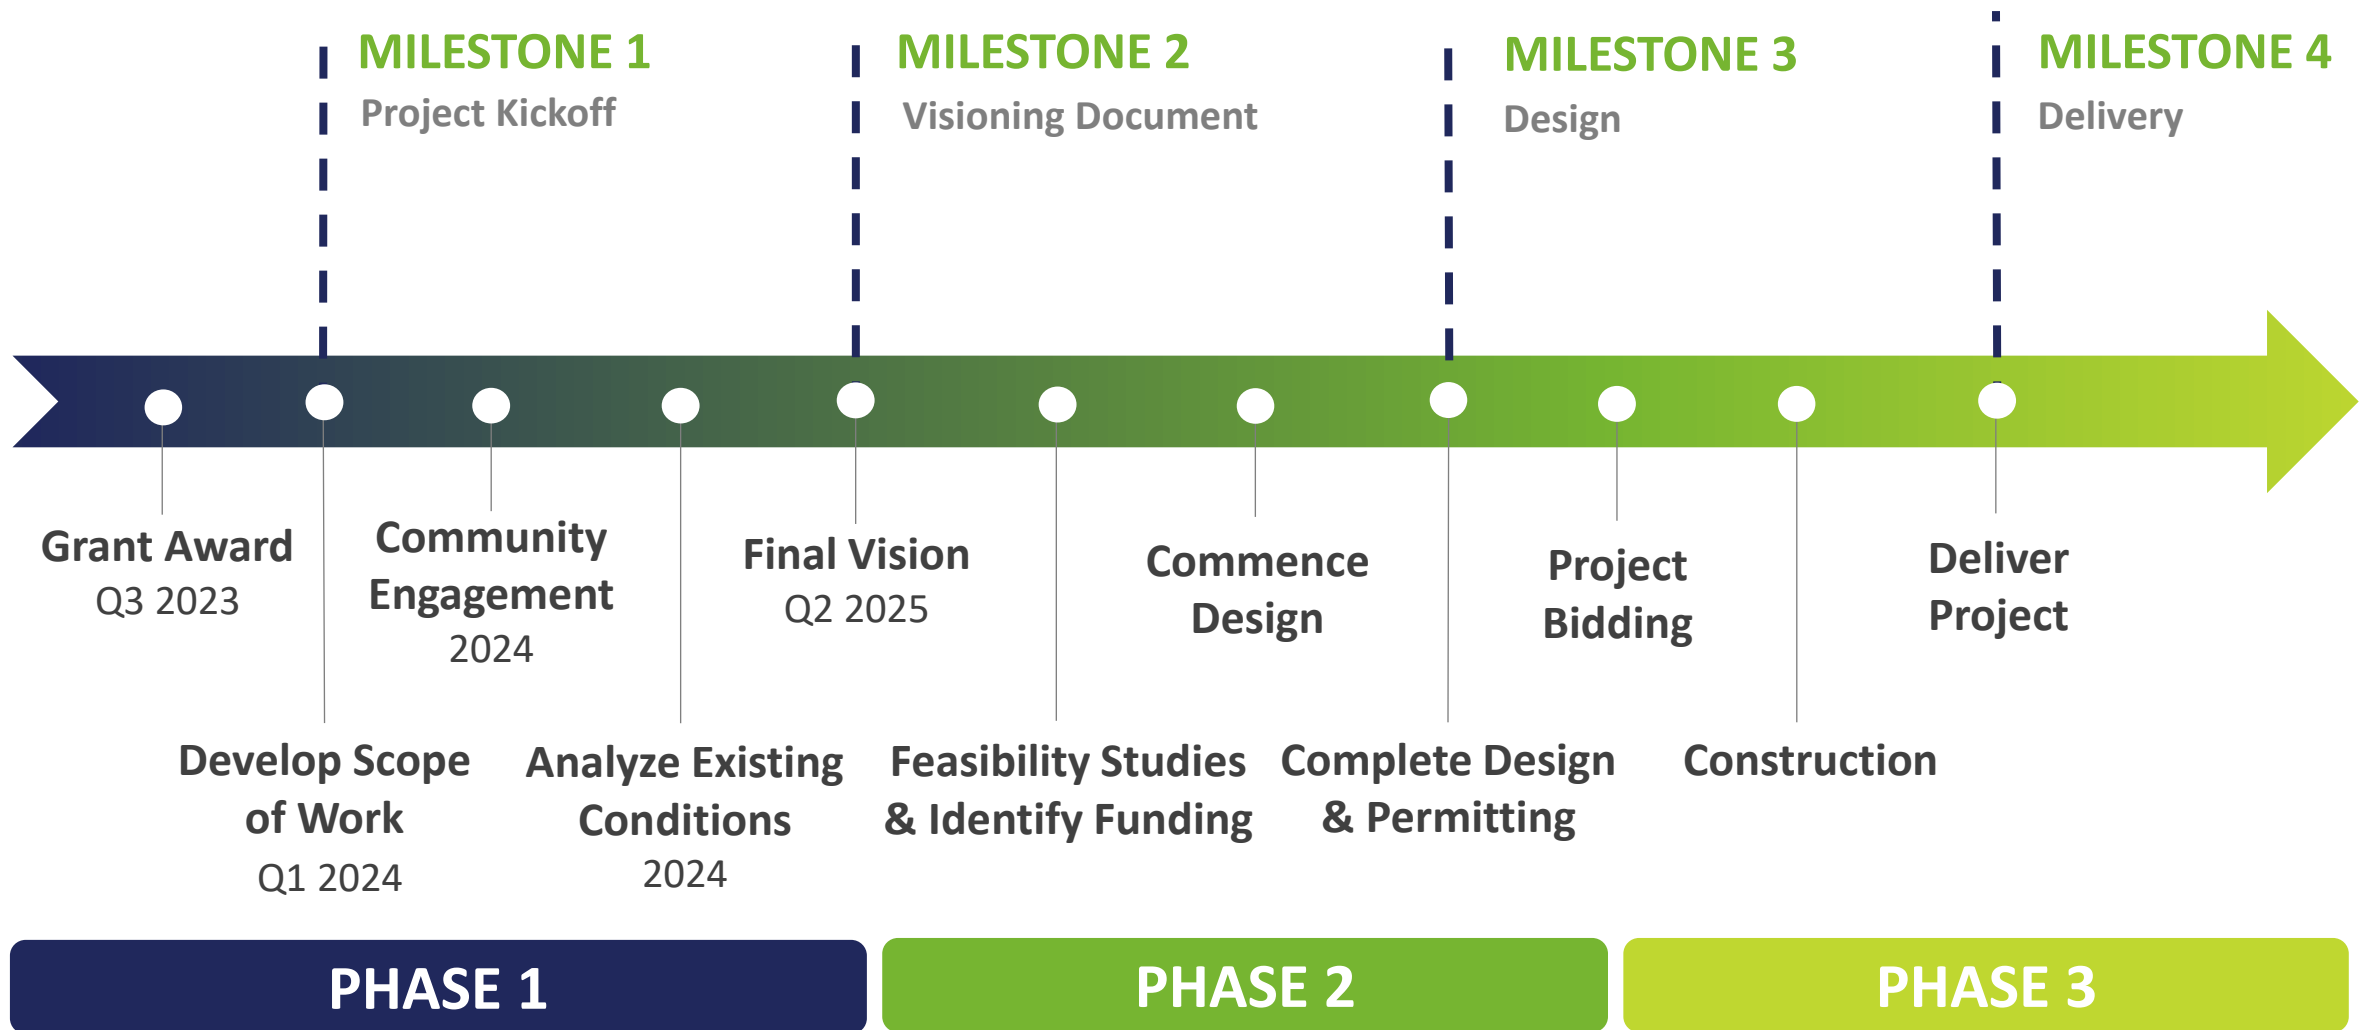 MILESTONE 1
Project Kickoff
MILESTONE 2
Visioning Document
MILESTONE 3
Design
MILESTONE 4
Delivery
Grant Award
Q3 2023
Develop Scope
of Work
Q1 2024
Community
Engagement
2024
Analyze Existing
Conditions
2024
Final Vision
Q2 2025
Feasibility Studies
& Identify Funding
Commence
Design
Complete Design
& Permitting
Project
Bidding
Construction
Deliver
Project
PHASE 1
PHASE 2
PHASE 3